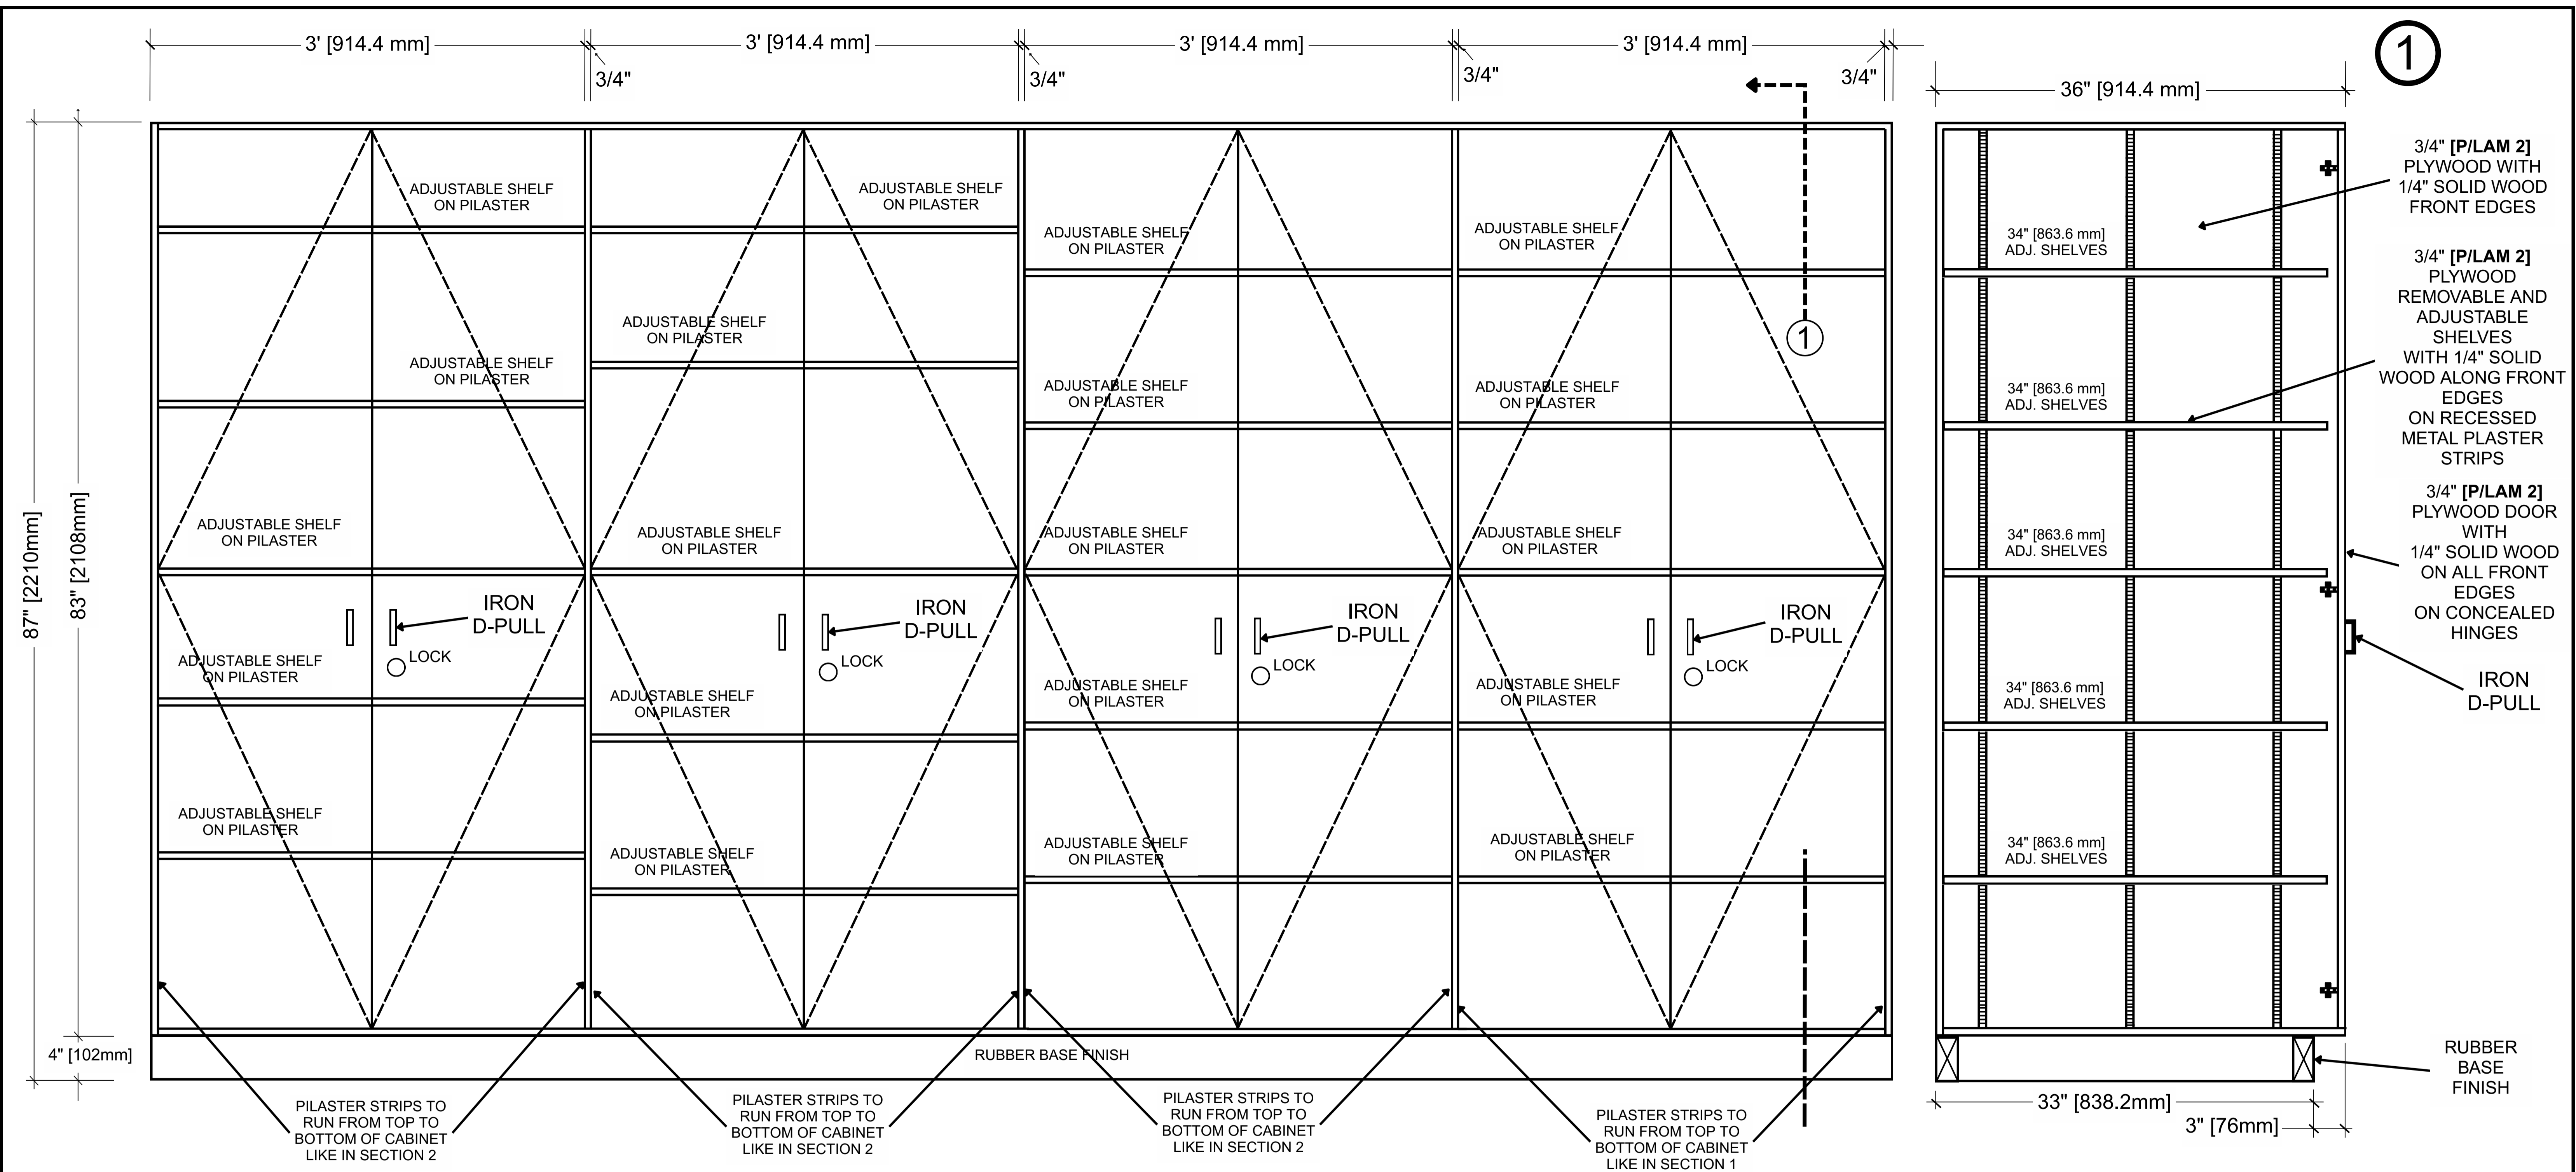 3' [914.4 mm]
3' [914.4 mm]
3' [914.4 mm]
3' [914.4 mm]
3/4"
3/4"
3/4"
3/4"
1
36" [914.4 mm]
87" [2210mm]
83" [2108mm]
4" [102mm]
ADJUSTABLE SHELF
ON PILASTER
ADJUSTABLE SHELF
ON PILASTER
ADJUSTABLE SHELF
ON PILASTER
ADJUSTABLE SHELF
ON PILASTER
ADJUSTABLE SHELF
ON PILASTER
IRON
D-PULL
LOCK
ADJUSTABLE SHELF
ON PILASTER
ADJUSTABLE SHELF
ON PILASTER
ADJUSTABLE SHELF
ON PILASTER
ADJUSTABLE SHELF
ON PILASTER
ADJUSTABLE SHELF
ON PILASTER
IRON
D-PULL
LOCK
ADJUSTABLE SHELF
ON PILASTER
ADJUSTABLE SHELF
ON PILASTER
ADJUSTABLE SHELF
ON PILASTER
ADJUSTABLE SHELF
ON PILASTER
ADJUSTABLE SHELF
ON PILASTER
IRON
D-PULL
LOCK
ADJUSTABLE SHELF
ON PILASTER
ADJUSTABLE SHELF
ON PILASTER
ADJUSTABLE SHELF
ON PILASTER
ADJUSTABLE SHELF
ON PILASTER
ADJUSTABLE SHELF
ON PILASTER
IRON
D-PULL
LOCK
1
RUBBER BASE FINISH
PILASTER STRIPS TO
RUN FROM TOP TO
BOTTOM OF CABINET
LIKE IN SECTION 2
PILASTER STRIPS TO
RUN FROM TOP TO
BOTTOM OF CABINET
LIKE IN SECTION 2
PILASTER STRIPS TO
RUN FROM TOP TO
BOTTOM OF CABINET
LIKE IN SECTION 2
PILASTER STRIPS TO
RUN FROM TOP TO
BOTTOM OF CABINET
LIKE IN SECTION 1
34" [863.6 mm]
ADJ. SHELVES
34" [863.6 mm]
ADJ. SHELVES
34" [863.6 mm]
ADJ. SHELVES
34" [863.6 mm]
ADJ. SHELVES
34" [863.6 mm]
ADJ. SHELVES
3/4" [P/LAM 2]
PLYWOOD WITH
1/4" SOLID WOOD
FRONT EDGES
3/4" [P/LAM 2]
PLYWOOD
REMOVABLE AND
ADJUSTABLE
SHELVES
WITH 1/4" SOLID
WOOD ALONG FRONT
EDGES
ON RECESSED
METAL PLASTER
STRIPS
3/4" [P/LAM 2]
PLYWOOD DOOR
WITH
1/4" SOLID WOOD
ON ALL FRONT
EDGES
ON CONCEALED
HINGES
IRON
D-PULL
RUBBER
BASE
FINISH
33" [838.2mm]
3" [76mm]